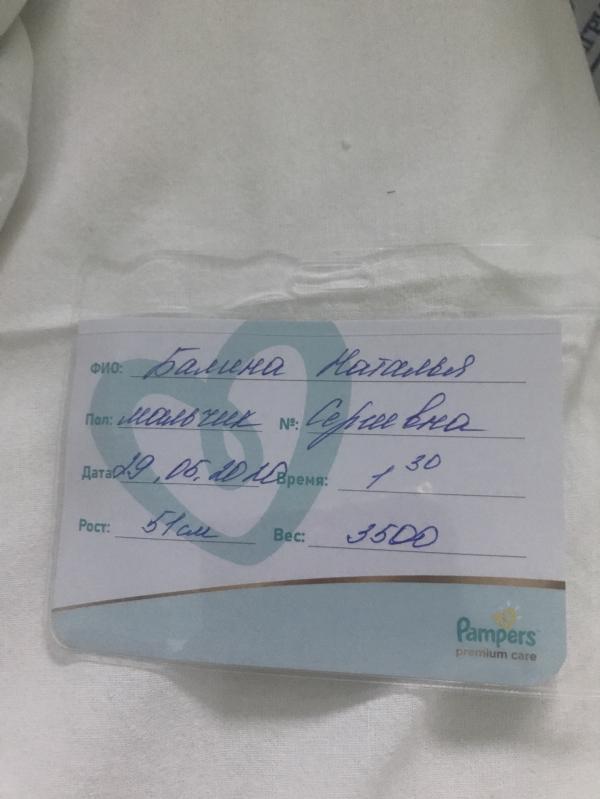 ФИО: Балина Наталья
Пол: мальчик №: Сергеевна
Дата: 29.05.2020 Время: 1 30
Рост: 51см Вес: 3500
Pampers
premium care